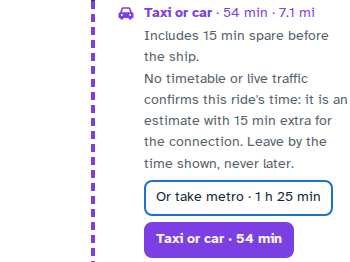 Taxi or car · 54 min · 7.1 mi
Includes 15 min spare before
the ship.
No timetable or live traffic
confirms this ride's time: it is an
estimate with 15 min extra for
the connection. Leave by the
time shown, never later.
Or take metro · 1 h 25 min
Taxi or car · 54 min